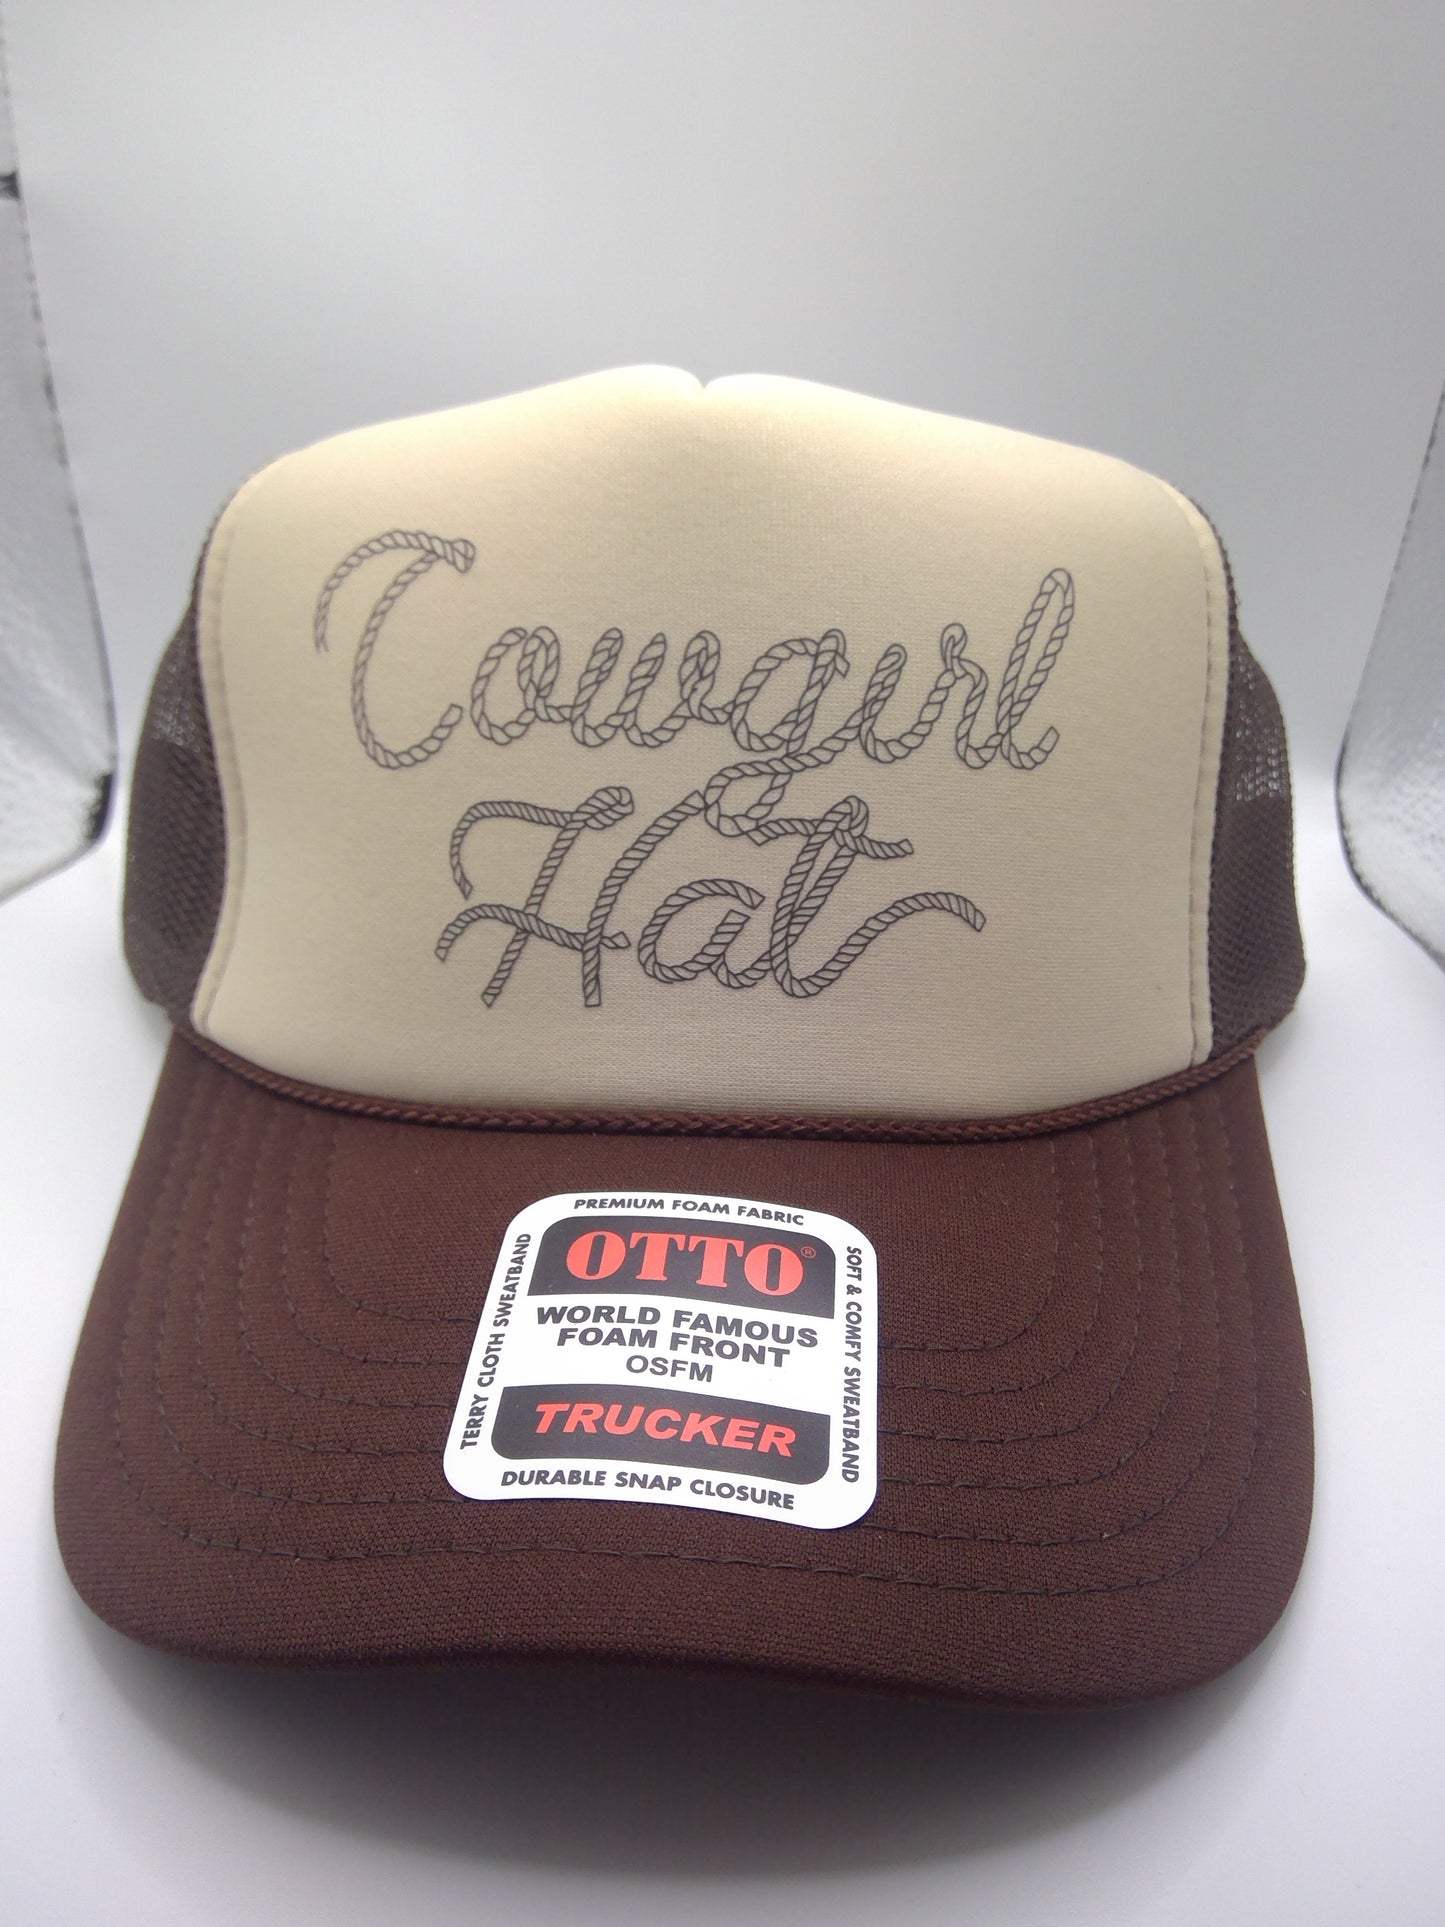 Cowgirl
Hat
PREMIUM FOAM FABRIC
OTTO®
WORLD FAMOUS
FOAM FRONT
OSFM
TRUCKER
DURABLE SNAP CLOSURE
TERRY CLOTH SWEATBAND
SOFT & COMFY SWEATBAND